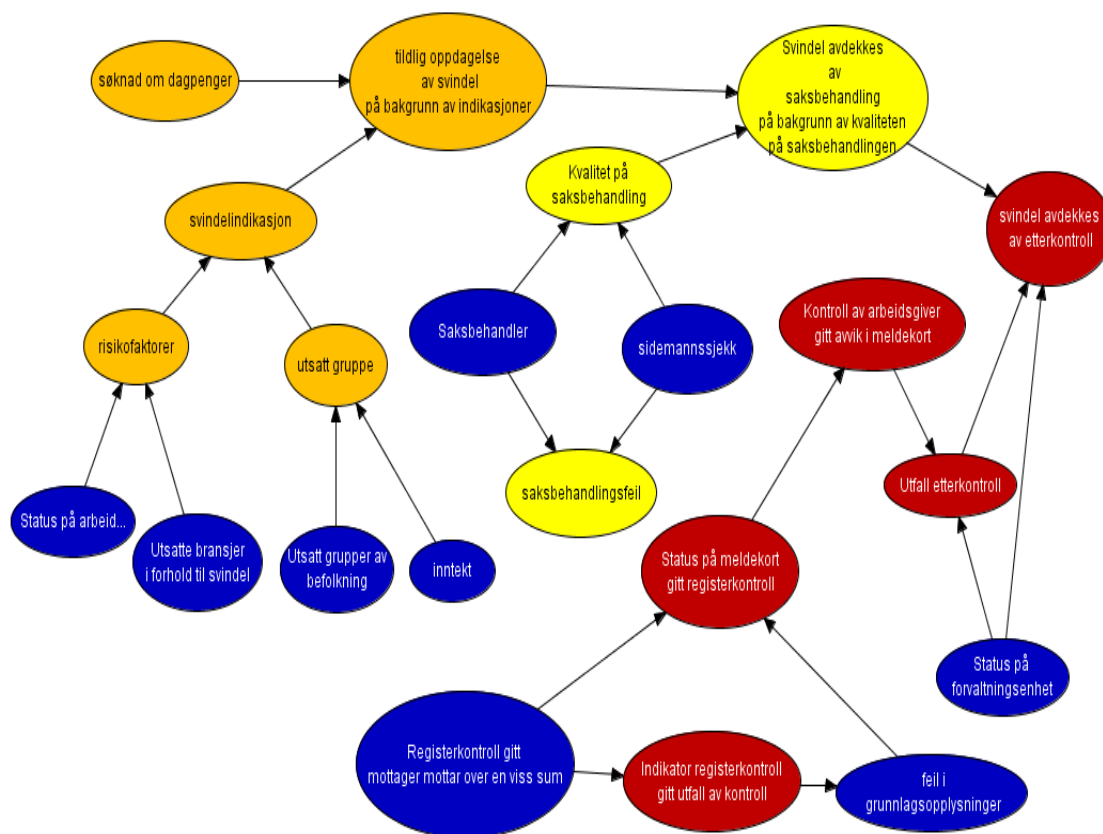 søknad om dagpenger
tildlig oppdagelse
av svindel
på bakgrunn av indikasjoner
Svindel avdekkes
av
saksbehandling
på bakgrunn av kvaliteten
på saksbehandlingen
Kvalitet på
saksbehandling
svindelindikasjon
svindel avdekkes
av etterkontroll
risikofaktorer
utsatt gruppe
Saksbehandler
sidemannssjekk
Kontroll av arbeidsgiver
gitt avvik i meldekort
saksbehandlingsfeil
Utfall etterkontroll
Status på arbeid...
Utsatte bransjer
i forhold til svindel
Utsatt grupper av
befolkning
inntekt
Status på meldekort
gitt registerkontroll
Status på
forvaltningsenhet
Registerkontroll gitt
mottager mottar over en viss sum
Indikator registerkontroll
gitt utfall av kontroll
feil i
grunnlagsopplysninger